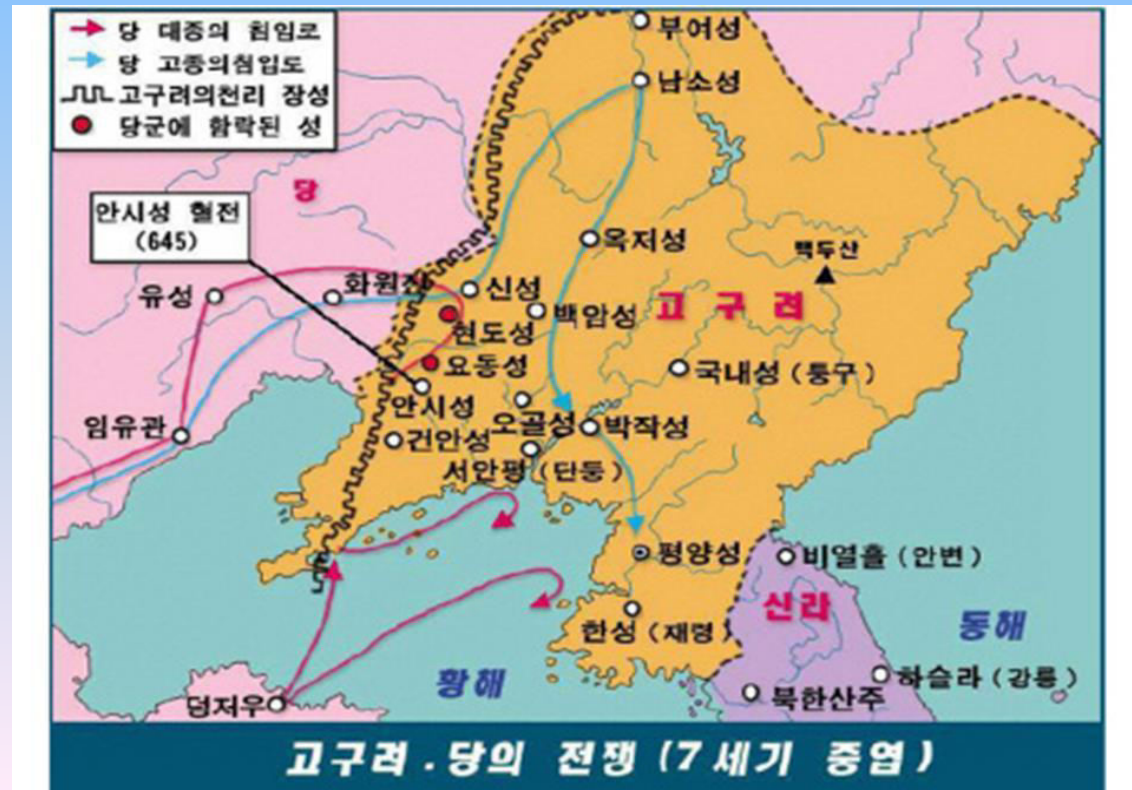 당 대종의 침입로
당 고종의침입도
고구려의천리 장성
당군에 함락된 성
부여성
남소성
당
안시성 혈전
(645)
옥저성
백두산
유성
화원진
신성
백암성
고구려
현도성
요동성
국내성 (퉁구)
안시성
임유관
오골성
박작성
건안성
서안평 (단둥)
평양성
비열홀 (안변)
신라
한성 (재령)
동해
황해
하슬라 (강릉)
북한산주
덩저우
고구려 . 당의 전쟁 (7세기 중엽)